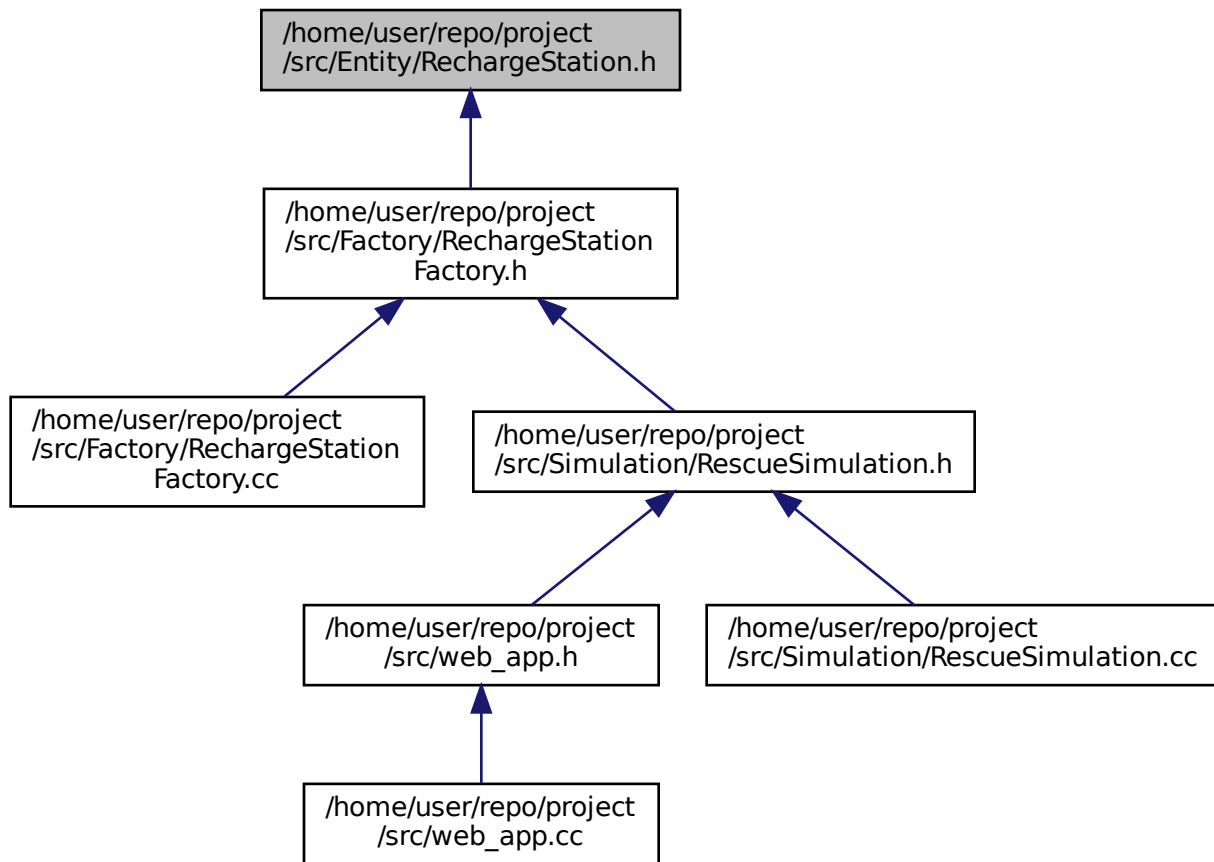 /home/user/repo/project
/src/Entity/RechargeStation.h
/home/user/repo/project
/src/Factory/RechargeStation
Factory.h
/home/user/repo/project
/src/Factory/RechargeStation
Factory.cc
/home/user/repo/project
/src/Simulation/RescueSimulation.h
/home/user/repo/project
/src/web_app.h
/home/user/repo/project
/src/Simulation/RescueSimulation.cc
/home/user/repo/project
/src/web_app.cc